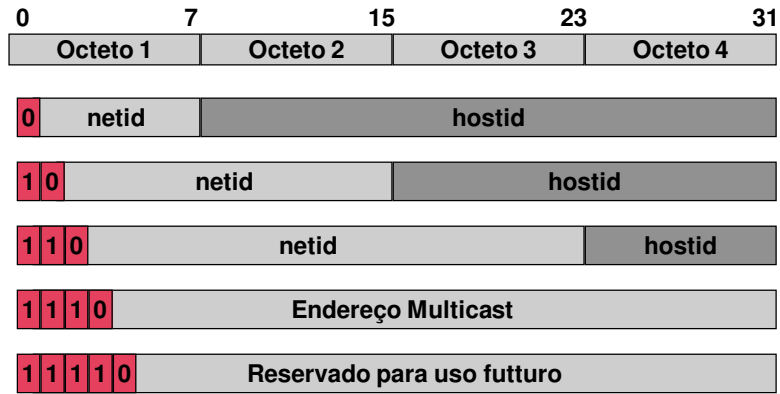 0 7 15 23 31
Octeto 1 Octeto 2 Octeto 3 Octeto 4
0 netid hostid
1 0 netid hostid
1 1 0 netid hostid
1 1 1 0 Endereço Multicast
1 1 1 1 0 Reservado para uso futturo